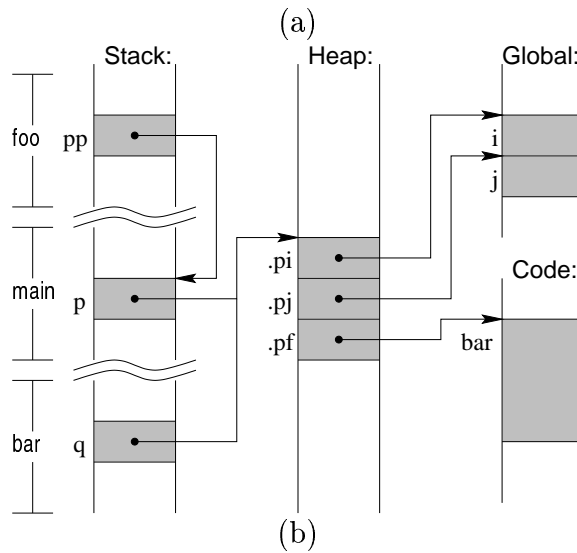 (a)
Stack: Heap: Global:
foo pp i
j
.pi Code:
main p .pj
.pf bar
bar q
(b)